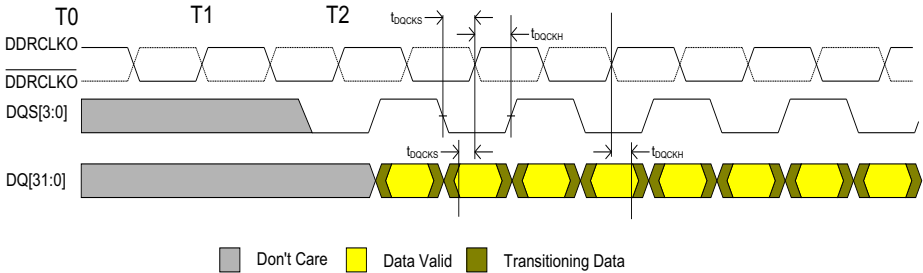 T0 T1 T2
tDQCKS
tDQCKH
DDRCLKO
DDRCLKO
DQS[3:0]
tDQCKS
tDQCKH
DQ[31:0]
Don't Care
Data Valid
Transitioning Data